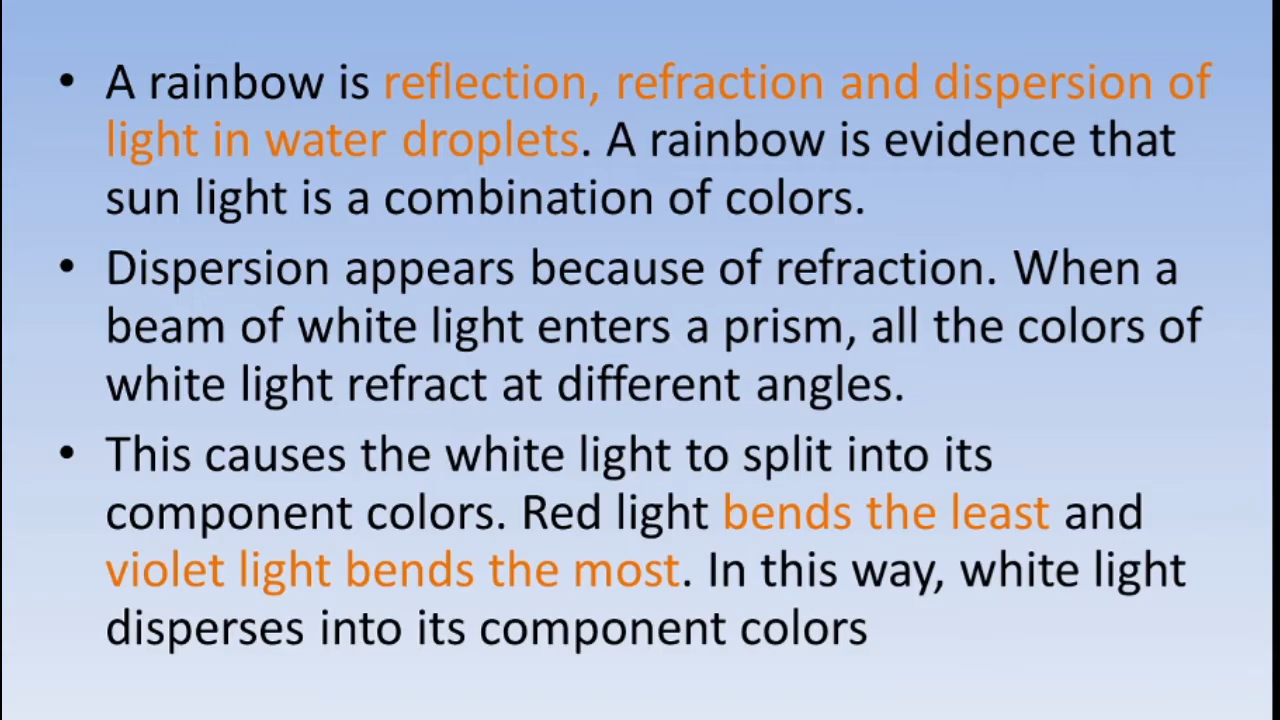 • A rainbow is reflection, refraction and dispersion of
light in water droplets. A rainbow is evidence that
sun light is a combination of colors.
• Dispersion appears because of refraction. When a
beam of white light enters a prism, all the colors of
white light refract at different angles.
• This causes the white light to split into its
component colors. Red light bends the least and
violet light bends the most. In this way, white light
disperses into its component colors